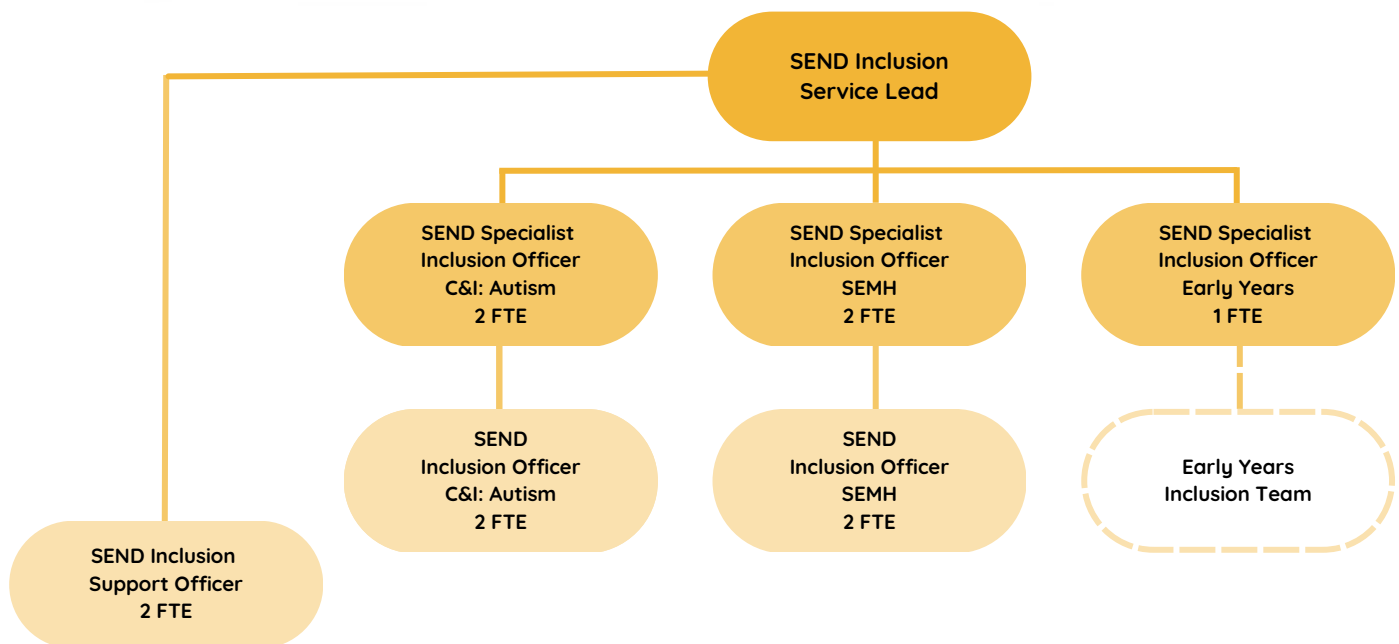 SEND Inclusion
Service Lead
SEND Specialist
Inclusion Officer
C&I: Autism
2 FTE
SEND Specialist
Inclusion Officer
SEMH
2 FTE
SEND Specialist
Inclusion Officer
Early Years
1 FTE
SEND
Inclusion Officer
C&I: Autism
2 FTE
SEND
Inclusion Officer
SEMH
2 FTE
Early Years
Inclusion Team
SEND Inclusion
Support Officer
2 FTE